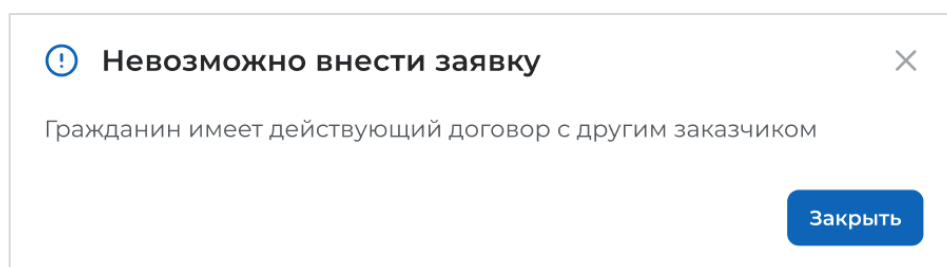 Невозможно внести заявку
Гражданин имеет действующий договор с другим заказчиком
Закрыть